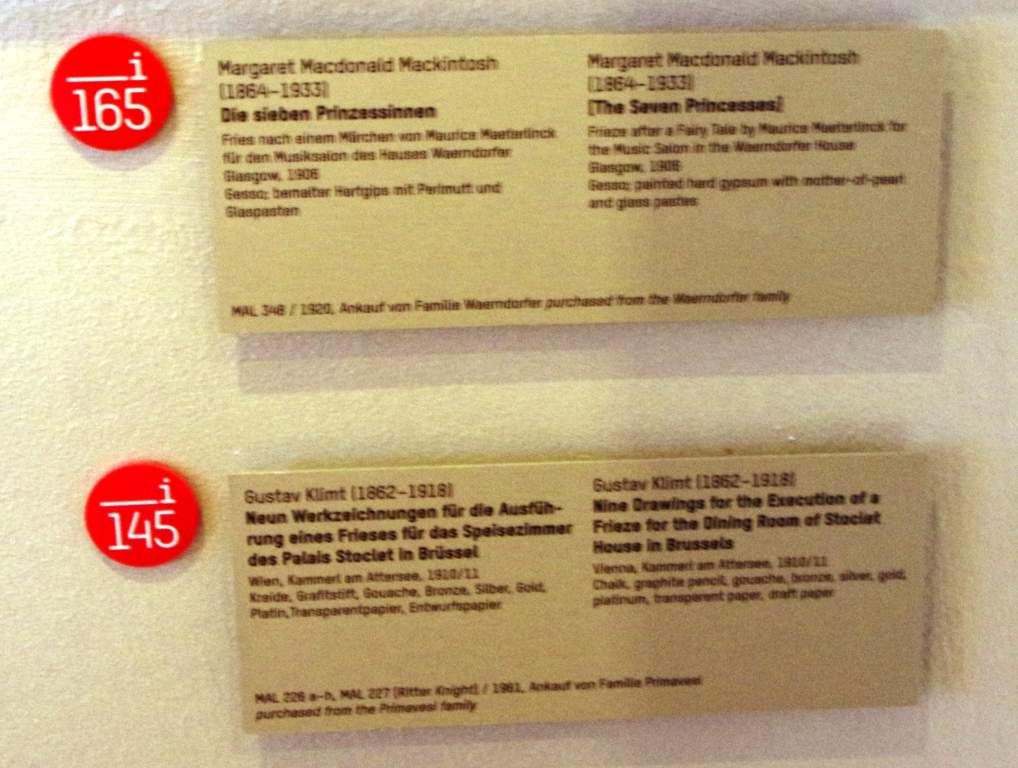 i
165
Margaret Macdonald Mackintosh
(1864–1933)
Die sieben Prinzessinnen
Fries nach einem Märchen von Maurice Maeterlinck
für den Musiksalon des Hauses Waerndorfer
Glasgow, 1906
Gesso; bemalter Hartgips mit Perlmutt und
Glaspasten
Margaret Macdonald Mackintosh
(1864–1933)
[The Seven Princesses]
Frieze after a Fairy Tale by Maurice Maeterlinck for
the Music Salon in the Waerndorfer House
Glasgow, 1906
Gesso; painted hard gypsum with mother-of-pearl
and glass pastes
MAL 348 / 1920, Ankauf von Familie Waerndorfer purchased from the Waerndorfer family
i
145
Gustav Klimt (1862–1918)
Neun Werkzeichnungen für die Ausfüh-
rung eines Frieses für das Speisezimmer
des Palais Stoclet in Brüssel
Wien, Kammerl am Attersee, 1910/11
Kreide, Grafitstift, Gouache, Bronze, Silber, Gold,
Platin,Transparentpapier, Entwurfspapier
Gustav Klimt (1862–1918)
Nine Drawings for the Execution of a
Frieze for the Dining Room of Stoclet
House in Brussels
Vienna, Kammerl am Attersee, 1910/11
Chalk, graphite pencil, gouache, bronze, silver, gold,
platinum, transparent paper, draft paper
MAL 226 a–h, MAL 227 (Ritter Knight) / 1961, Ankauf von Familie Primavesi
purchased from the Primavesi family